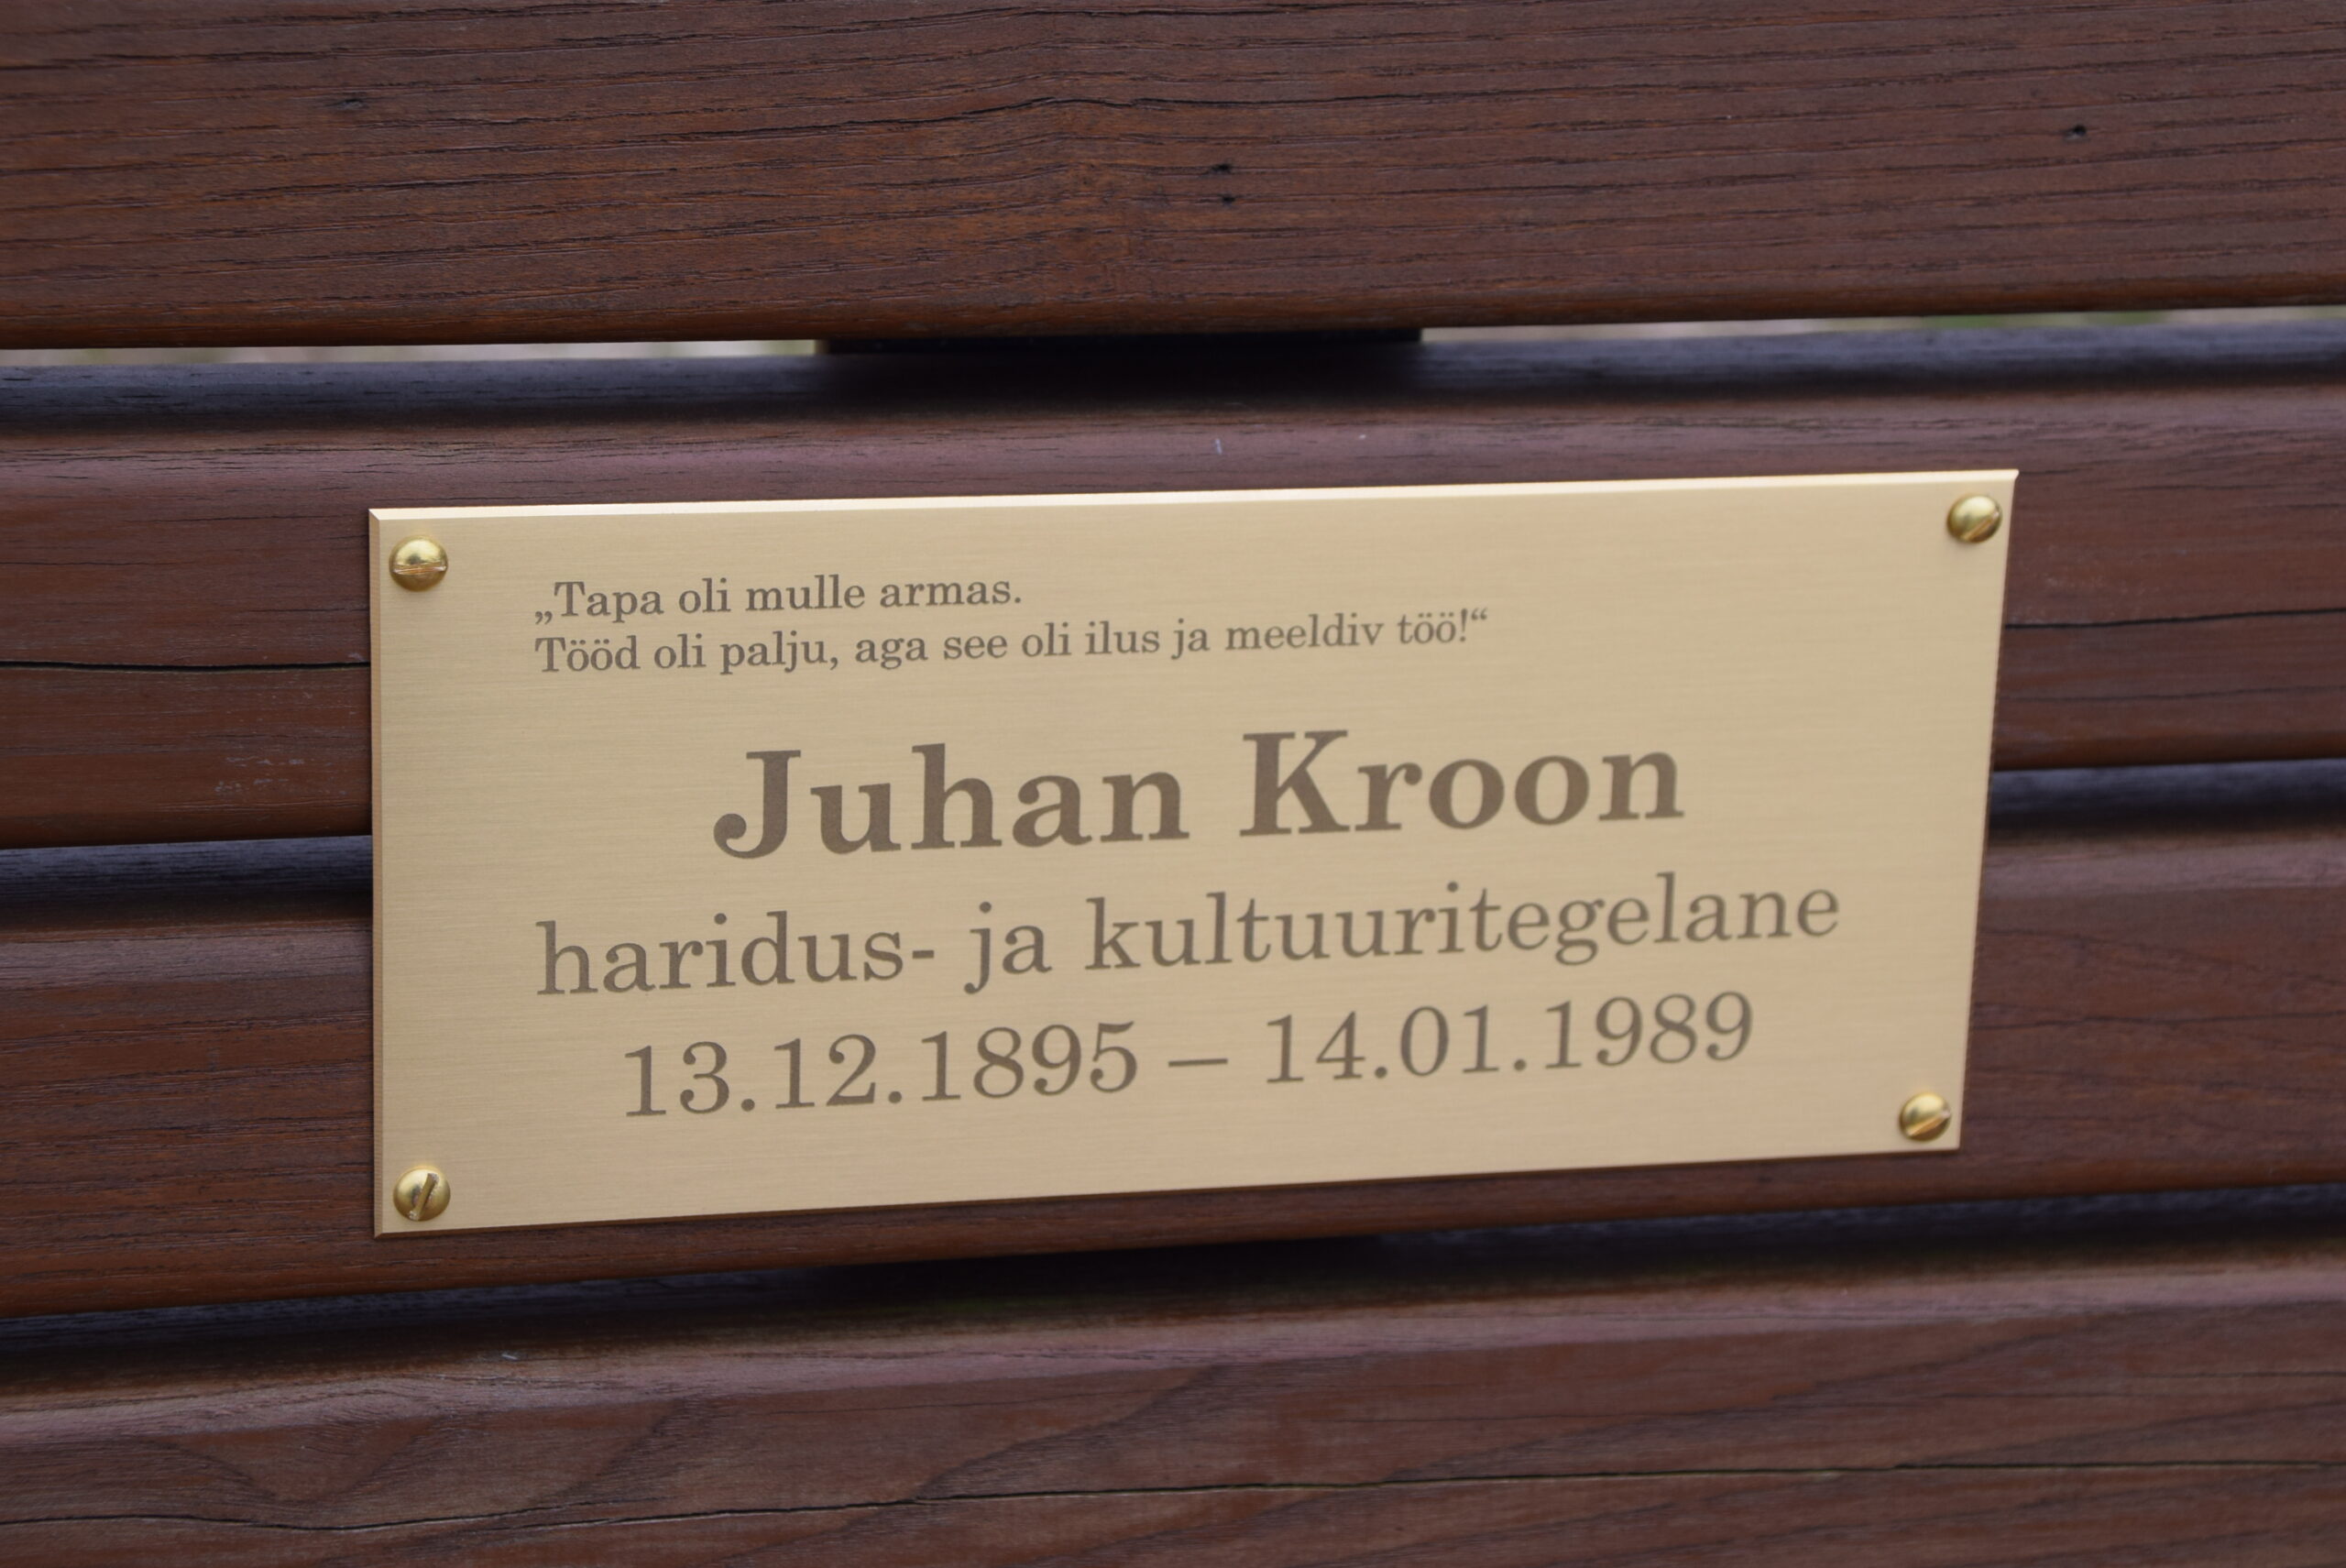 „Tapa oli mulle armas.
Tööd oli palju, aga see oli ilus ja meeldiv töö!“
Juhan Kroon
haridus- ja kultuuritegelane
13.12.1895 – 14.01.1989